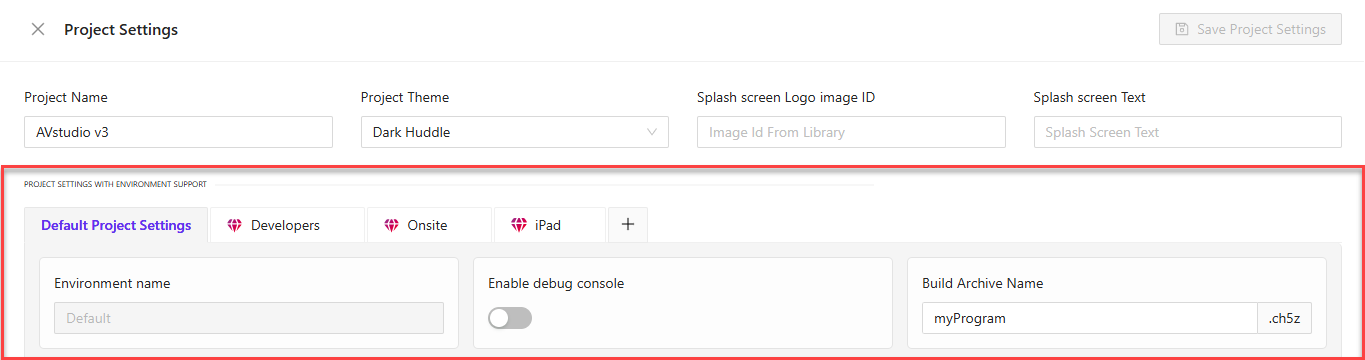 Project Settings
Save Project Settings
Project Name
Project Theme
Splash screen Logo image ID
Splash screen Text
AVstudio v3
Dark Huddle
Image Id From Library
Splash Screen Text
PROJECT SETTINGS WITH ENVIRONMENT SUPPORT
Default Project Settings
Developers
Onsite
iPad
Environment name
Enable debug console
Build Archive Name
Default
myProgram
.ch5z